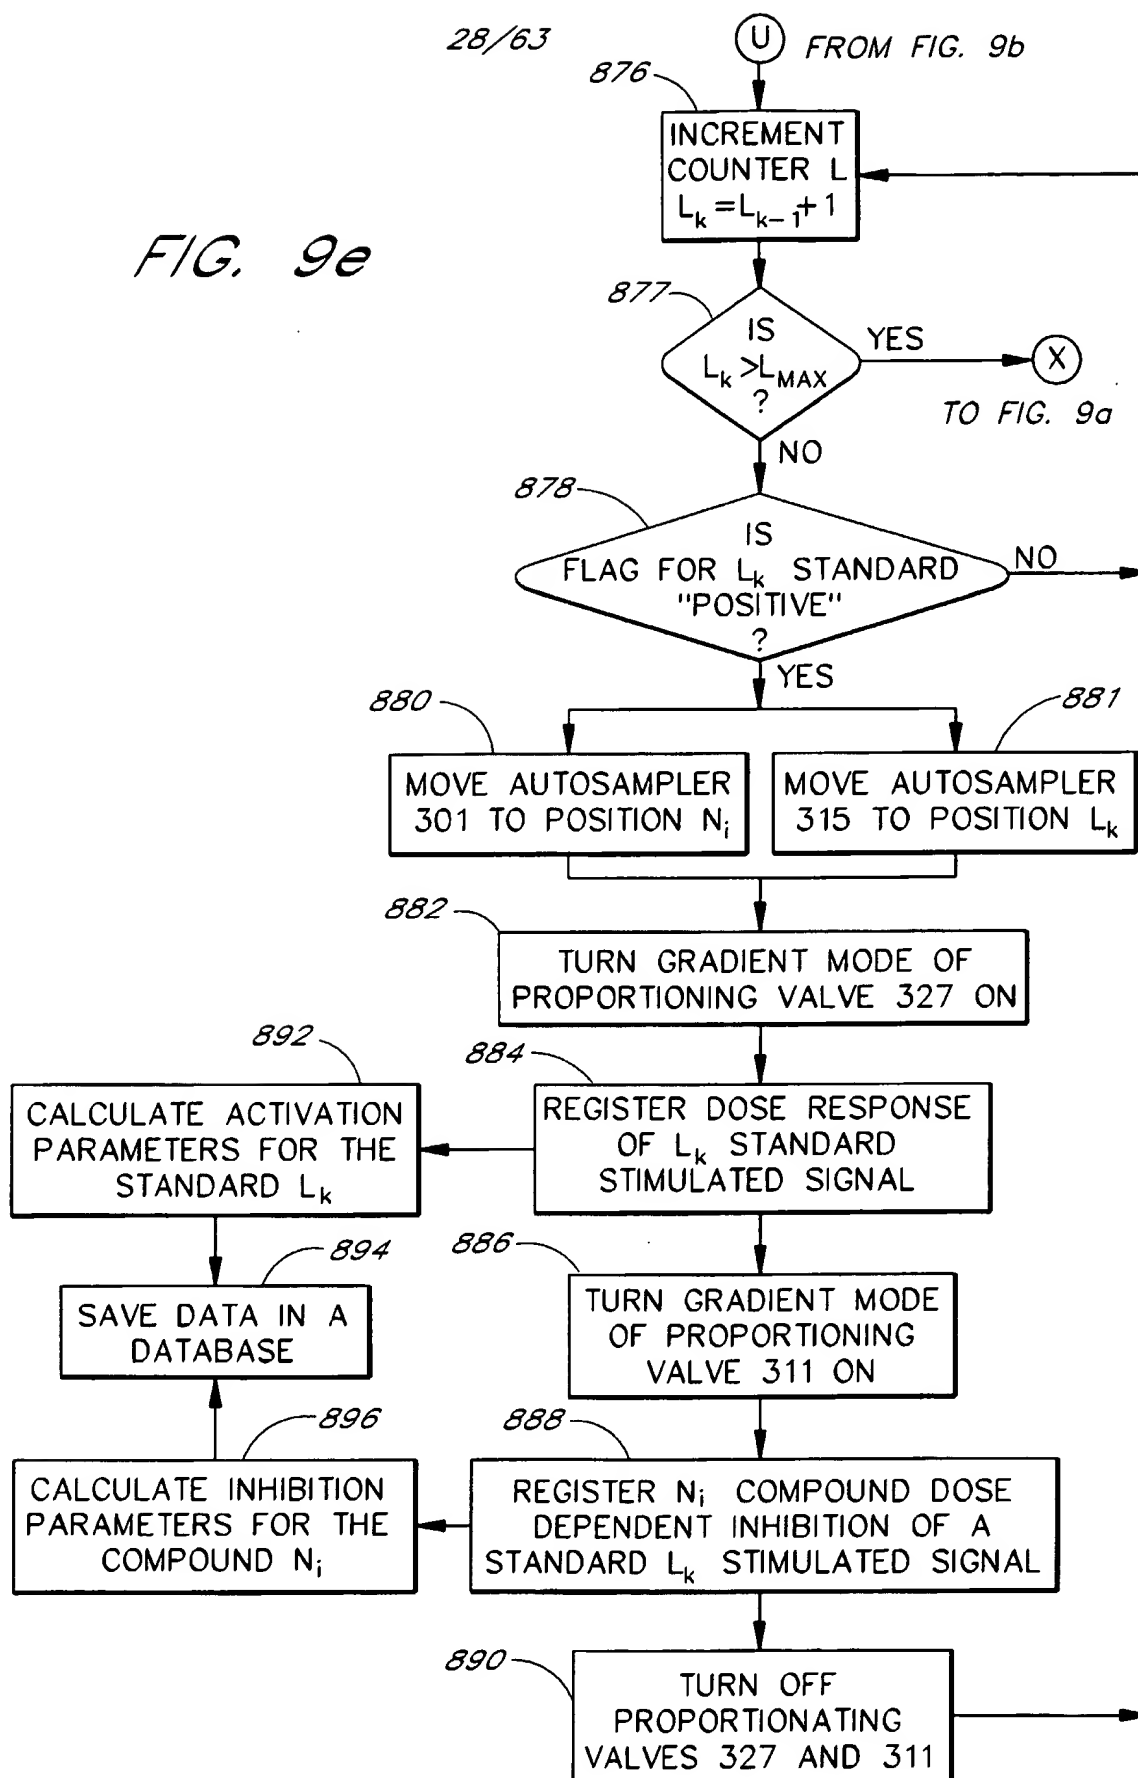 28/63
U FROM FIG. 9b
876
INCREMENT
COUNTER L
L_k = L_{k-1} + 1
FIG. 9e
877
IS
L_k > L_MAX
?
YES
X
TO FIG. 9a
NO
878
IS
FLAG FOR L_k STANDARD
"POSITIVE"
?
NO
YES
880
MOVE AUTOSAMPLER
301 TO POSITION N_i
881
MOVE AUTOSAMPLER
315 TO POSITION L_k
882
TURN GRADIENT MODE OF
PROPORTIONING VALVE 327 ON
884
REGISTER DOSE RESPONSE
OF L_k STANDARD
STIMULATED SIGNAL
892
CALCULATE ACTIVATION
PARAMETERS FOR THE
STANDARD L_k
894
SAVE DATA IN A
DATABASE
886
TURN GRADIENT MODE
OF PROPORTIONING
VALVE 311 ON
888
REGISTER N_i COMPOUND DOSE
DEPENDENT INHIBITION OF A
STANDARD L_k STIMULATED SIGNAL
896
CALCULATE INHIBITION
PARAMETERS FOR THE
COMPOUND N_i
890
TURN OFF
PROPORTIONATING
VALVES 327 AND 311